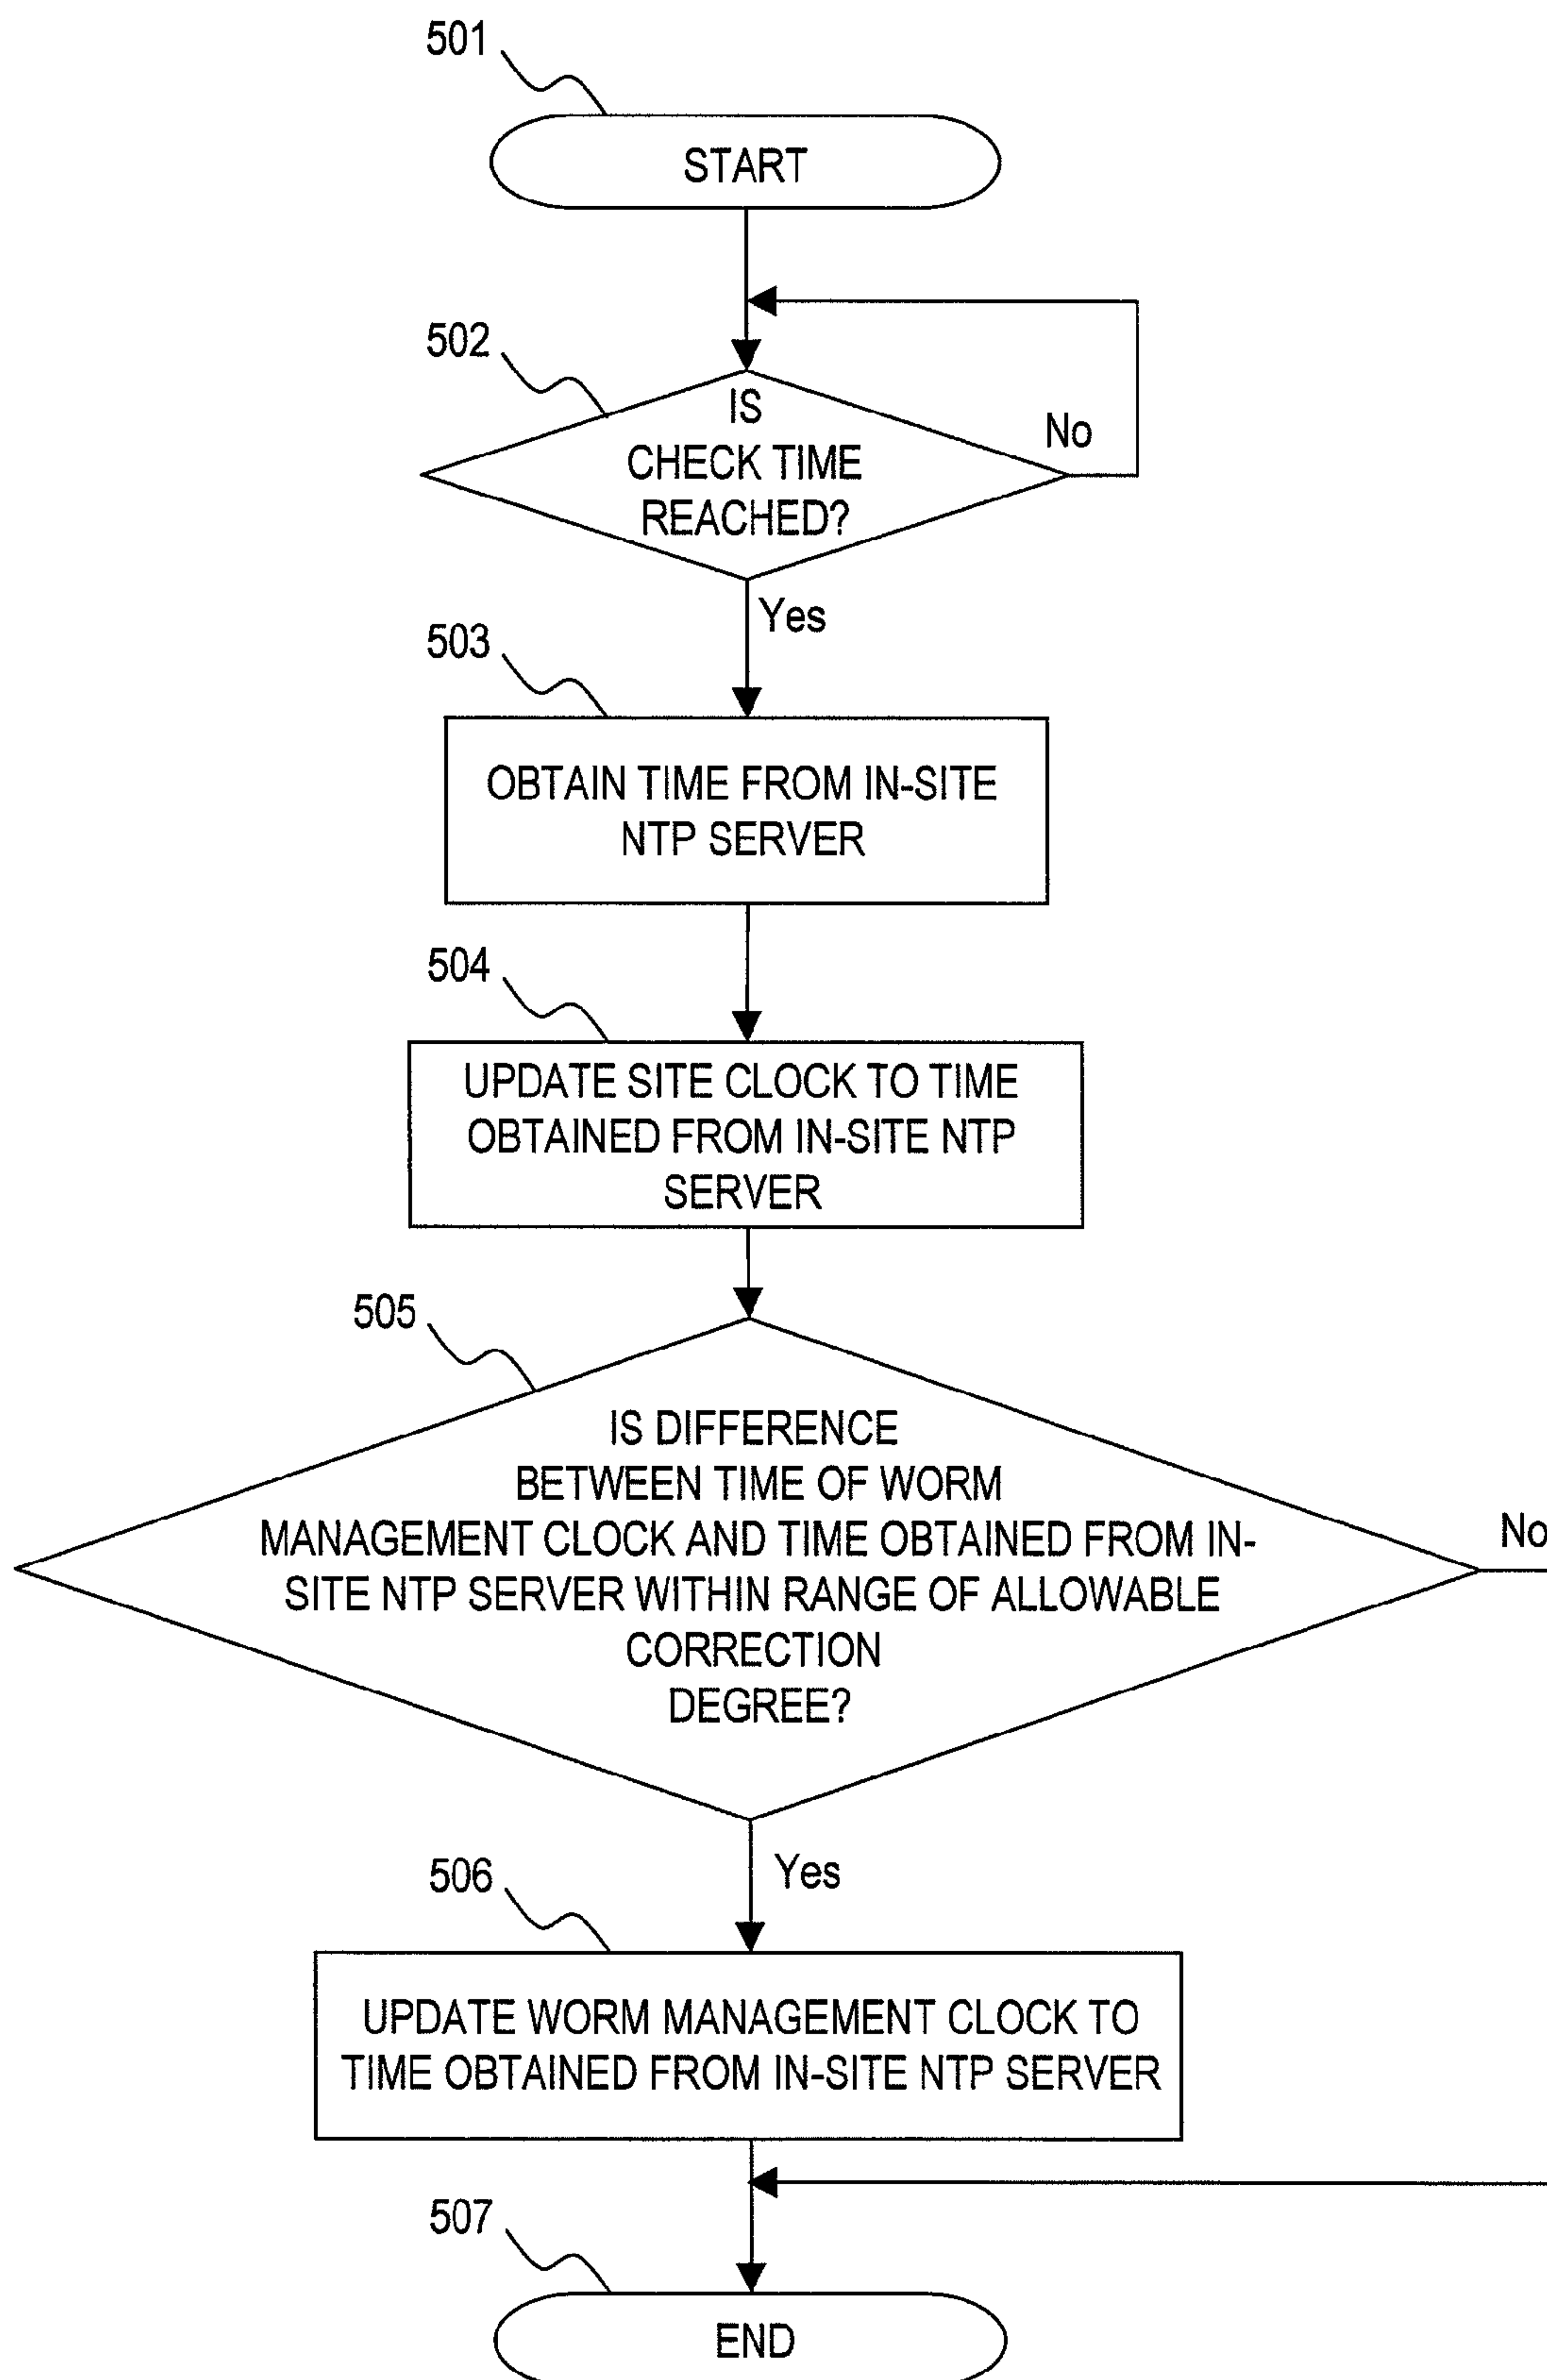 501
START
502
IS
CHECK TIME
REACHED?
No
Yes
503
OBTAIN TIME FROM IN-SITE
NTP SERVER
504
UPDATE SITE CLOCK TO TIME
OBTAINED FROM IN-SITE NTP
SERVER
505
IS DIFFERENCE
BETWEEN TIME OF WORM
MANAGEMENT CLOCK AND TIME OBTAINED FROM IN-
SITE NTP SERVER WITHIN RANGE OF ALLOWABLE
CORRECTION
DEGREE?
No
Yes
506
UPDATE WORM MANAGEMENT CLOCK TO
TIME OBTAINED FROM IN-SITE NTP SERVER
507
END